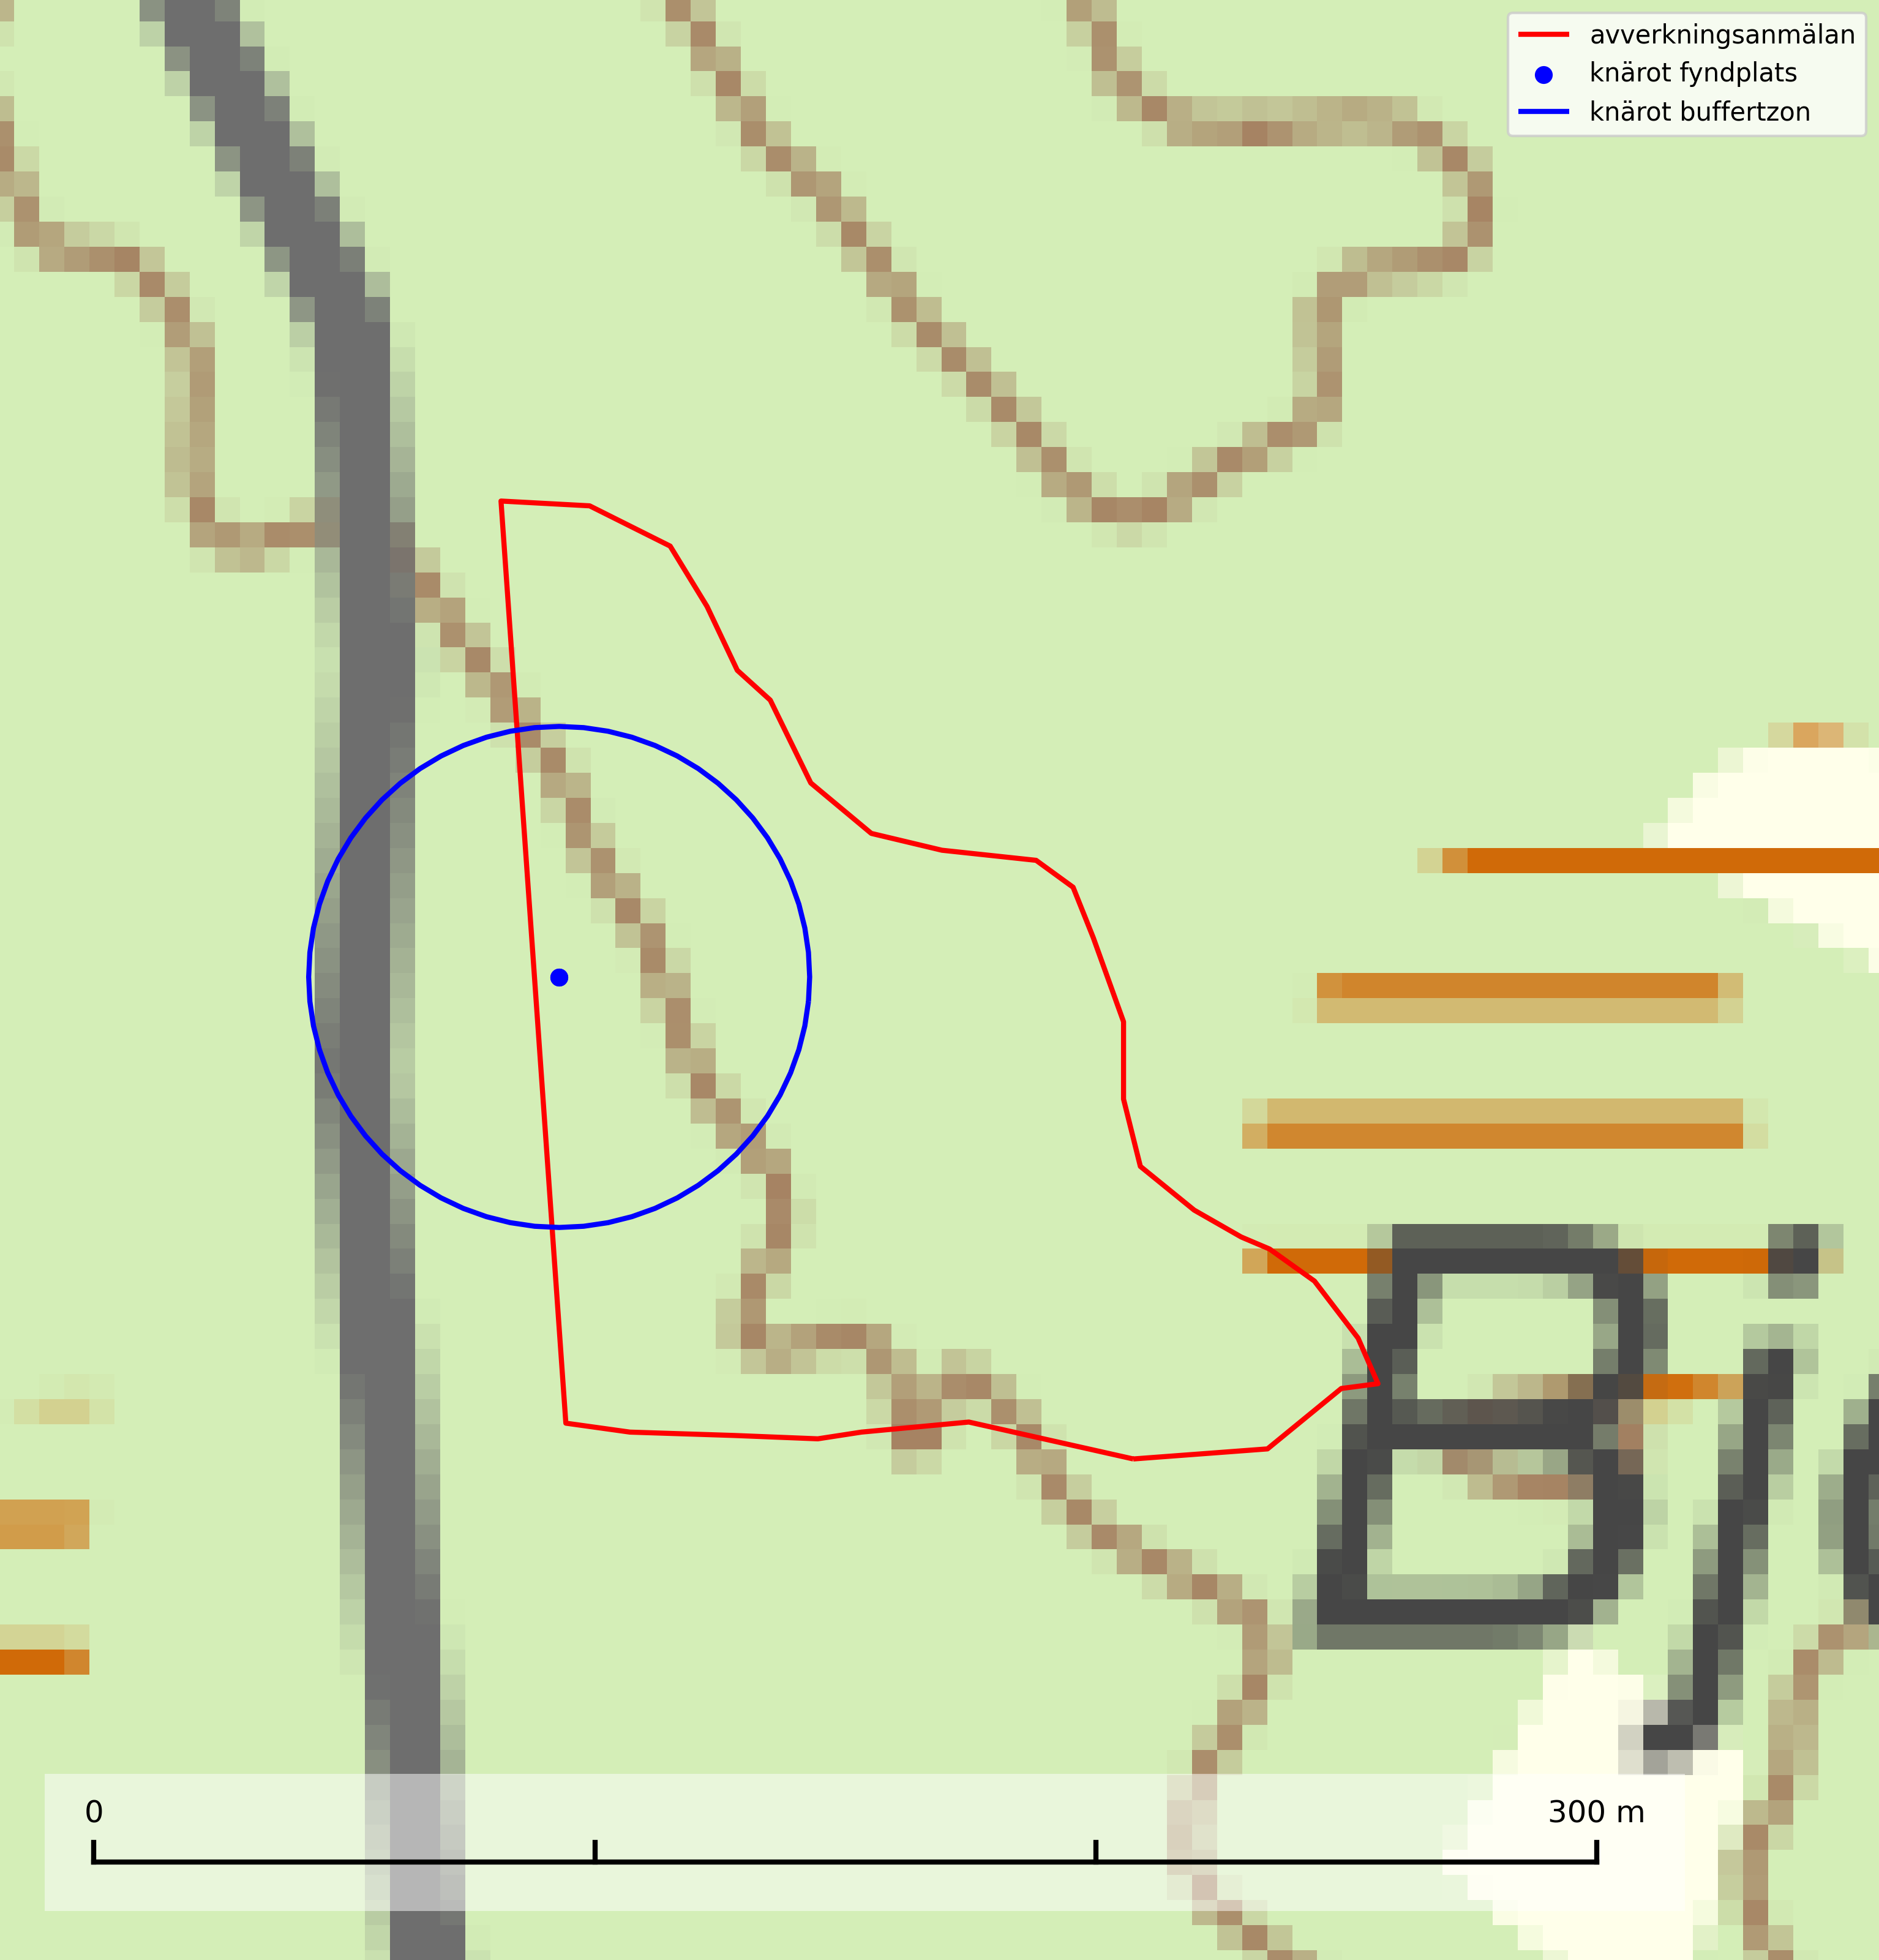 avverkningsanmälan
knärot fyndplats
knärot buffertzon
0
300 m